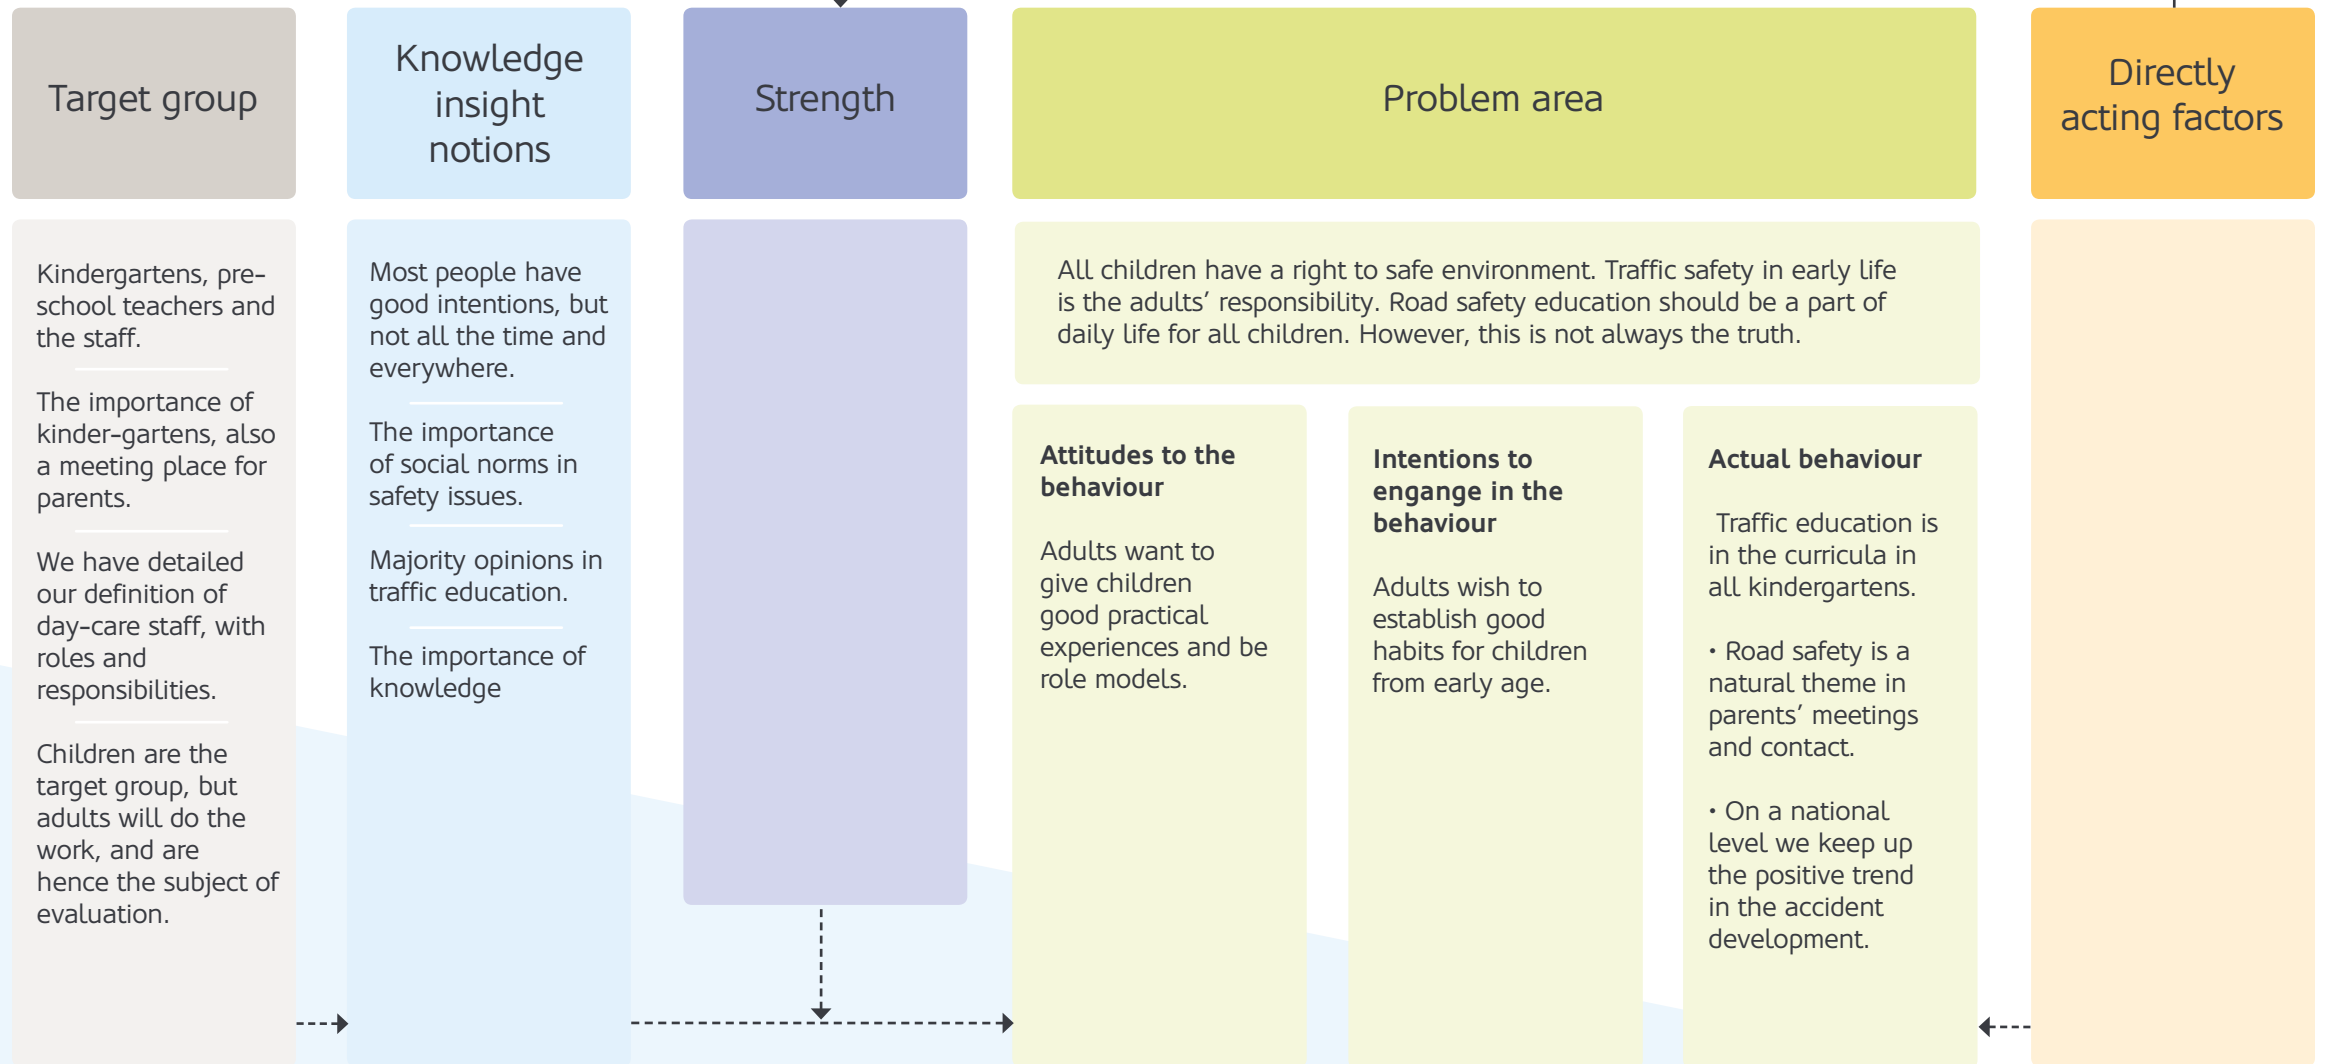 Target group
Knowledge
insight
notions
Strength
Problem area
Directly
acting factors
Kindergartens, pre-
school teachers and
the staff.
The importance of
kinder-gartens, also
a meeting place for
parents.
We have detailed
our definition of
day-care staff, with
roles and
responsibilities.
Children are the
target group, but
adults will do the
work, and are
hence the subject of
evaluation.
Most people have
good intentions, but
not all the time and
everywhere.
The importance
of social norms in
safety issues.
Majority opinions in
traffic education.
The importance of
knowledge
All children have a right to safe environment. Traffic safety in early life
is the adults’ responsibility. Road safety education should be a part of
daily life for all children. However, this is not always the truth.
Attitudes to the
behaviour
Adults want to
give children
good practical
experiences and be
role models.
Intentions to
engange in the
behaviour
Adults wish to
establish good
habits for children
from early age.
Actual behaviour
Traffic education is
in the curricula in
all kindergartens.
• Road safety is a
natural theme in
parents’ meetings
and contact.
• On a national
level we keep up
the positive trend
in the accident
development.